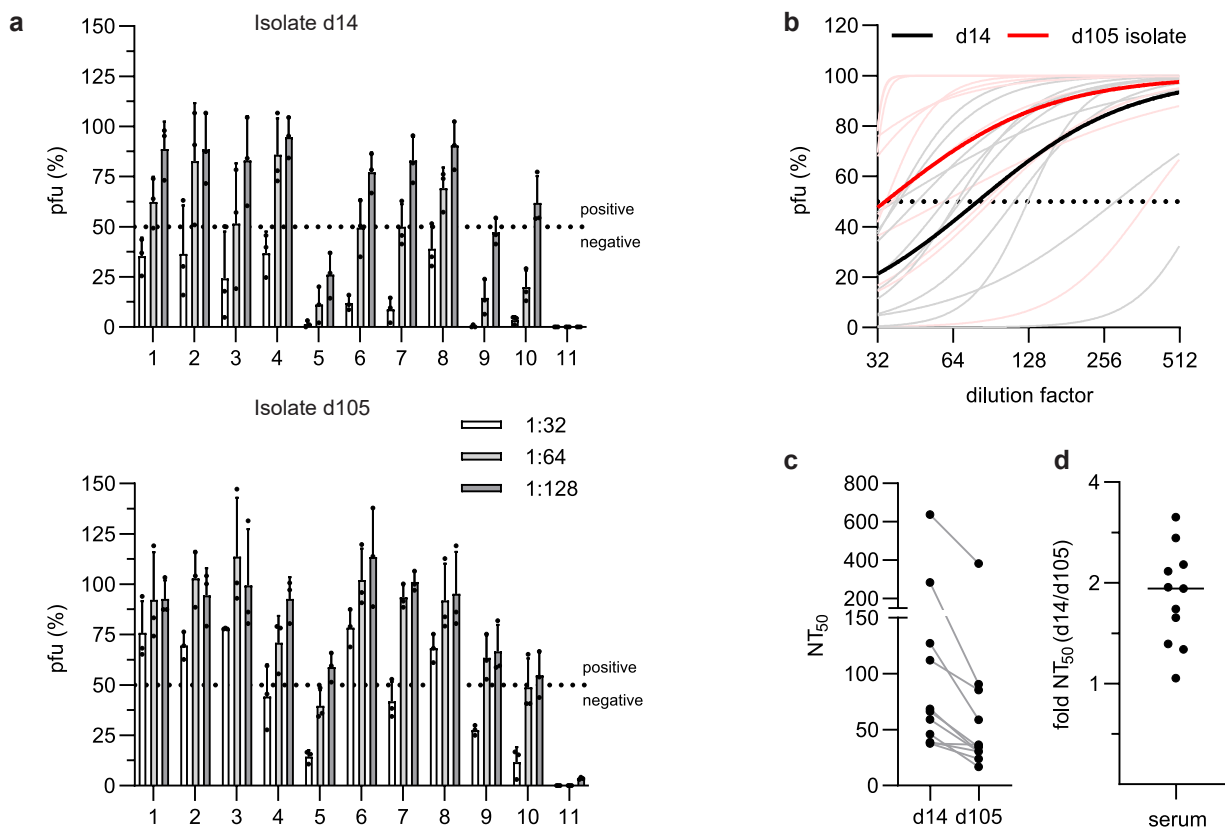 a
Isolate d14
pfu (%)
150
125
100
75
50
25
0
positive
negative
1 2 3 4 5 6 7 8 9 10 11
Isolate d105
1:32
1:64
1:128
pfu (%)
150
125
100
75
50
25
0
positive
negative
1 2 3 4 5 6 7 8 9 10 11
b
d14 d105 isolate
pfu (%)
120
100
80
60
40
20
0
32 64 128 256 512
dilution factor
c
NT50
800
600
400
200
150
100
50
0
d14 d105
d
fold NT50 (d14/d105)
4
2
1
serum